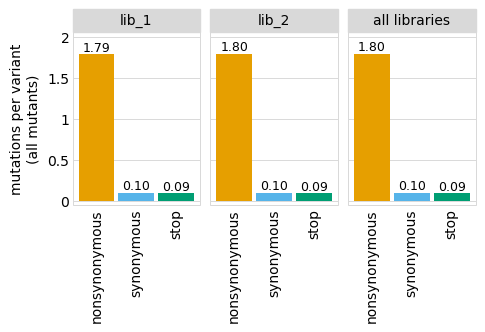 lib_1 lib_2 all libraries
mutations per variant
(all mutants)
2
1.5
1
0.5
0
1.79 0.10 0.09
1.80 0.10 0.09
1.80 0.10 0.09
nonsynonymous synonymous stop
nonsynonymous synonymous stop
nonsynonymous synonymous stop